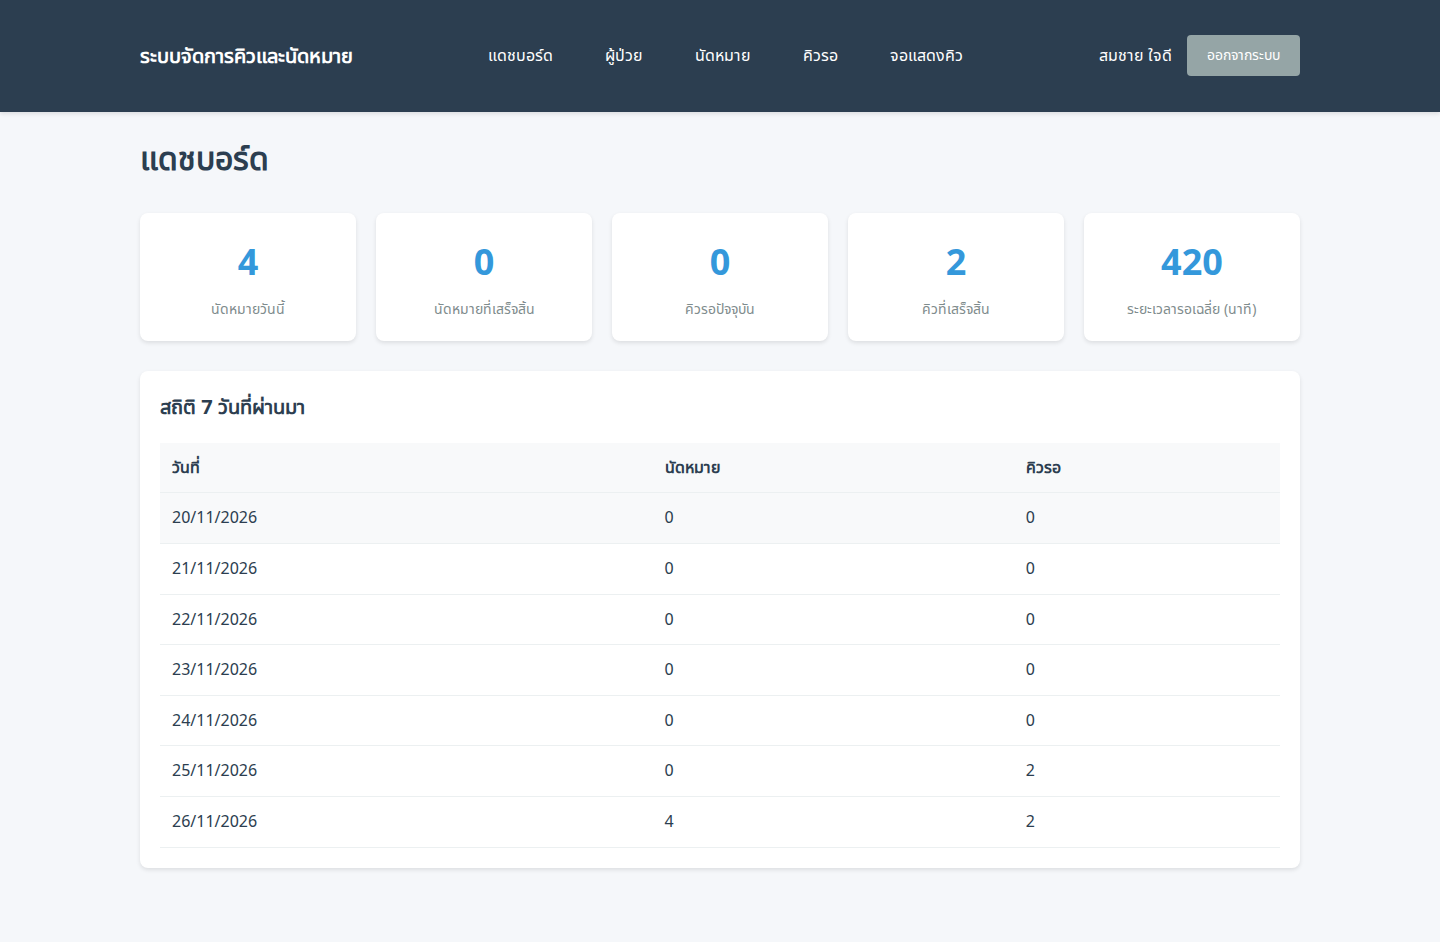 ระบบจัดการคิวและนัดหมาย แดชบอร์ด ผู้ป่วย นัดหมาย คิวรอ จอแสดงคิว สมชาย ใจดี ออกจากระบบ
แดชบอร์ด
4 0 0 2 420
นัดหมายวันนี้ นัดหมายที่เสร็จสิ้น คิวรอปัจจุบัน คิวที่เสร็จสิ้น ระยะเวลารอเฉลี่ย (นาที)
สถิติ 7 วันที่ผ่านมา
วันที่ นัดหมาย คิวรอ
20/11/2026 0 0
21/11/2026 0 0
22/11/2026 0 0
23/11/2026 0 0
24/11/2026 0 0
25/11/2026 0 2
26/11/2026 4 2